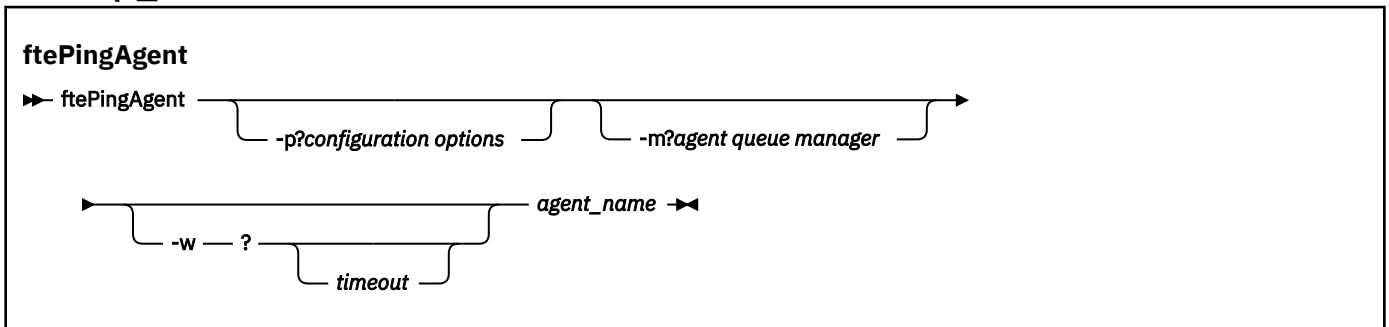 ftePingAgent
ftePingAgent
-p?configuration options
-m?agent queue manager
agent_name
-w ?
timeout